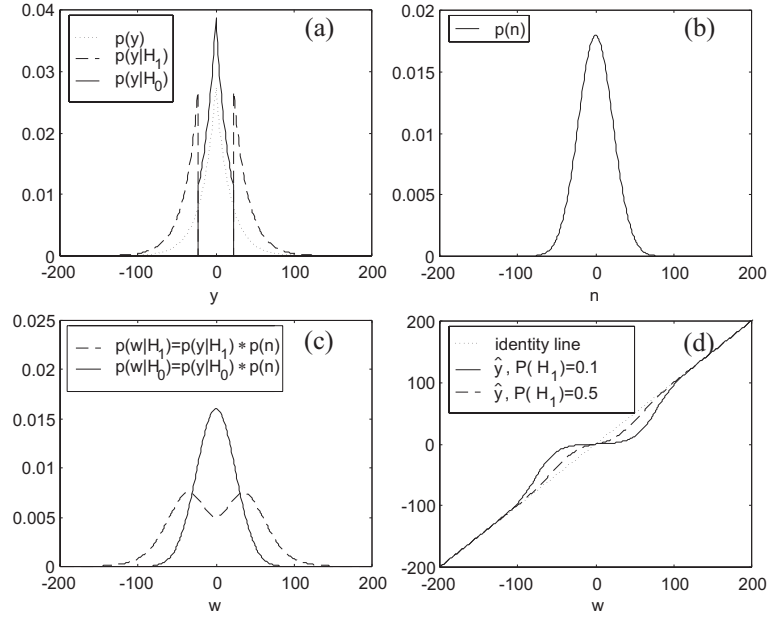 (a)
p(y)
p(y|H₁)
p(y|H₀)
0.04
0.03
0.02
0.01
0
-200 -100 0 100 200
y
(b)
p(n)
0.02
0.015
0.01
0.005
0
-200 -100 0 100 200
n
(c)
p(w|H₁)=p(y|H₁)∗p(n)
p(w|H₀)=p(y|H₀)∗p(n)
0.025
0.02
0.015
0.01
0.005
0
-200 -100 0 100 200
w
(d)
identity line
ŷ, P( H₁)=0.1
ŷ, P( H₁)=0.5
200
100
0
-100
-200
-200 -100 0 100 200
w